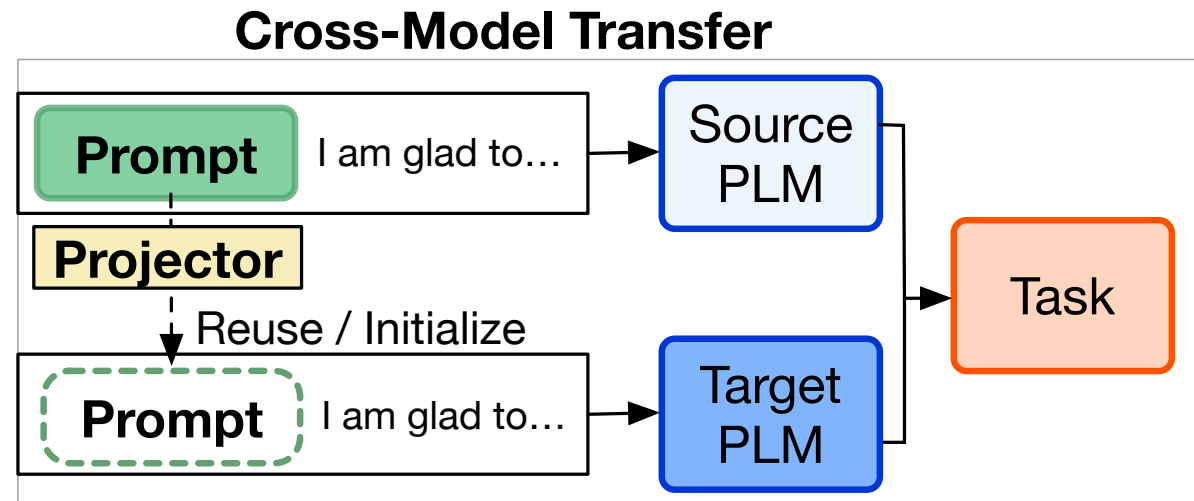 Cross-Model Transfer
Prompt I am glad to…
Source
PLM
Projector
Reuse / Initialize
Task
Prompt I am glad to…
Target
PLM